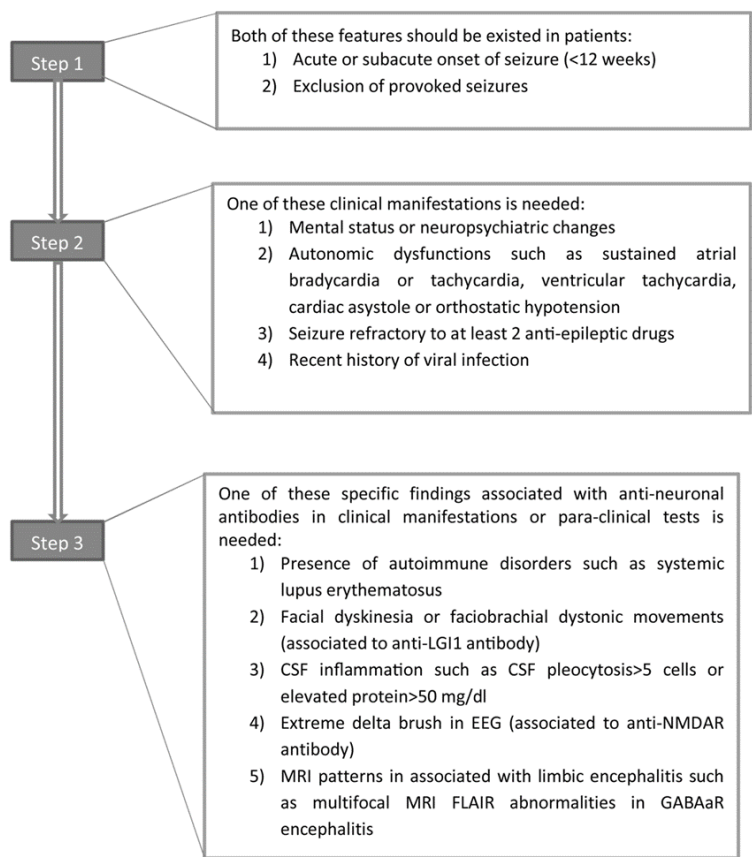 Step 1
Both of these features should be existed in patients:
1) Acute or subacute onset of seizure (<12 weeks)
2) Exclusion of provoked seizures
Step 2
One of these clinical manifestations is needed:
1) Mental status or neuropsychiatric changes
2) Autonomic dysfunctions such as sustained atrial
bradycardia or tachycardia, ventricular tachycardia,
cardiac asystole or orthostatic hypotension
3) Seizure refractory to at least 2 anti-epileptic drugs
4) Recent history of viral infection
Step 3
One of these specific findings associated with anti-neuronal
antibodies in clinical manifestations or para-clinical tests is
needed:
1) Presence of autoimmune disorders such as systemic
lupus erythematosus
2) Facial dyskinesia or faciobrachial dystonic movements
(associated to anti-LGI1 antibody)
3) CSF inflammation such as CSF pleocytosis>5 cells or
elevated protein>50 mg/dl
4) Extreme delta brush in EEG (associated to anti-NMDAR
antibody)
5) MRI patterns in associated with limbic encephalitis such
as multifocal MRI FLAIR abnormalities in GABAaR
encephalitis